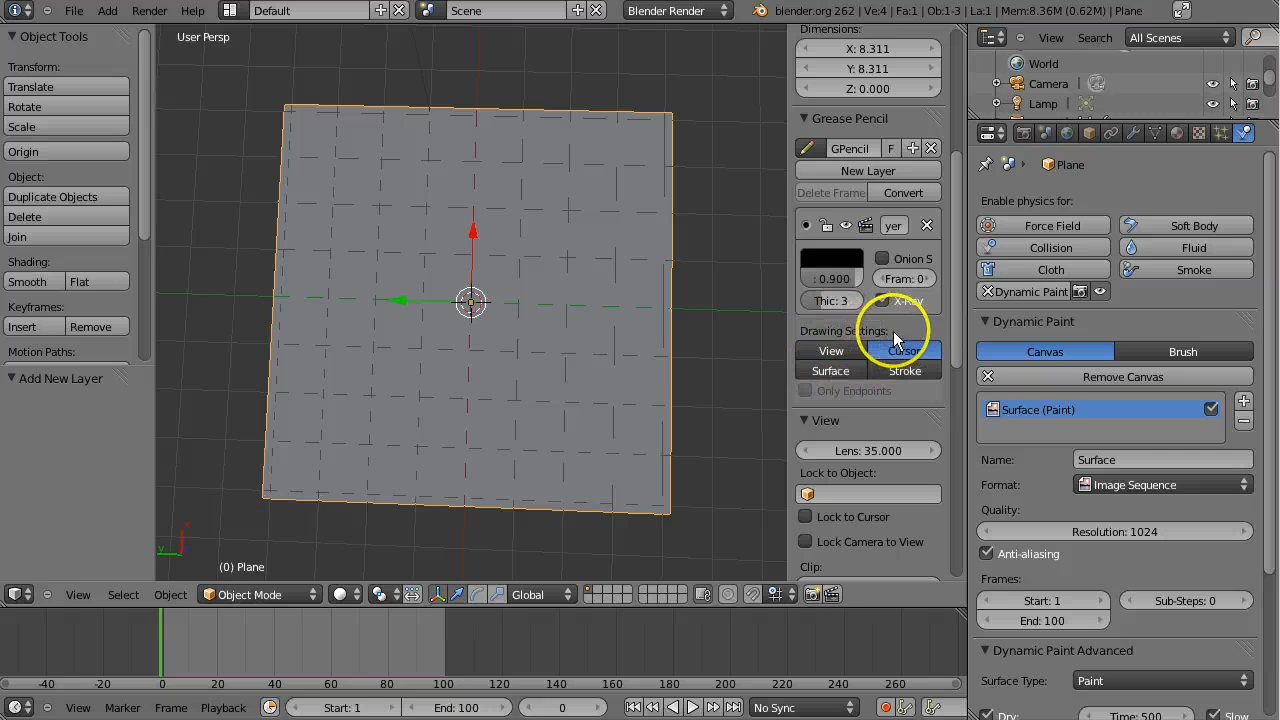 File Add Render Help Default Scene Blender Render blender.org 262 | Ve:4 | Fa:1 | Ob:1-3 | La:1 | Mem:8.36M (0.62M) | Plane
Object Tools
Transform:
Translate
Rotate
Scale
Origin
Object:
Duplicate Objects
Delete
Join
Shading:
Smooth Flat
Keyframes:
Insert Remove
Motion Paths:
Add New Layer
User Persp
x
y
(0) Plane
Dimensions:
X: 8.311
Y: 8.311
Z: 0.000
Grease Pencil
GPencil F
New Layer
Delete Frame Convert
yer
Onion S
: 0.900 Fram: 0
Thic: 3 X-Ray
Drawing Settings:
View Cursor
Surface Stroke
Only Endpoints
View
Lens: 35.000
Lock to Object:
Lock to Cursor
Lock Camera to View
Clip:
View Search All Scenes
World
Camera
Lamp
Plane
Enable physics for:
Force Field Soft Body
Collision Fluid
Cloth Smoke
Dynamic Paint
Dynamic Paint
Canvas Brush
Remove Canvas
Surface (Paint)
Name: Surface
Format: Image Sequence
Quality:
Resolution: 1024
Anti-aliasing
Frames:
Start: 1 Sub-Steps: 0
End: 100
Dynamic Paint Advanced
Surface Type: Paint
Dry: Time: 500 Slow
View Select Object Object Mode Global
-40 -20 0 20 40 60 80 100 120 140 160 180 200 220 240 260
View Marker Frame Playback Start: 1 End: 100 0 No Sync